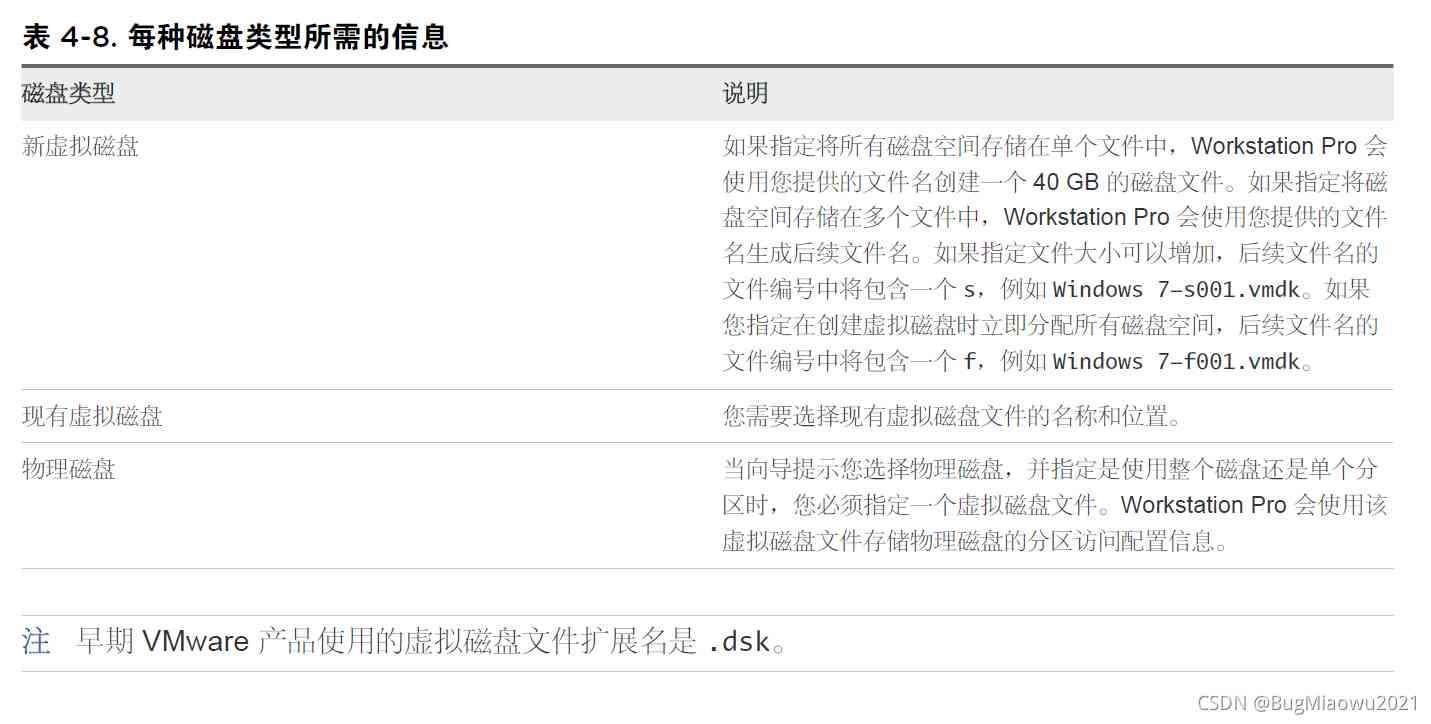 表 4-8. 每种磁盘类型所需的信息
磁盘类型
说明
新虚拟磁盘
如果指定将所有磁盘空间存储在单个文件中，Workstation Pro 会
使用您提供的文件名创建一个 40 GB 的磁盘文件。如果指定将磁
盘空间存储在多个文件中，Workstation Pro 会使用您提供的文件
名生成后续文件名。如果指定文件大小可以增加，后续文件名的
文件编号中将包含一个 s，例如 Windows 7-s001.vmdk。如果
您指定在创建虚拟磁盘时立即分配所有磁盘空间，后续文件名的
文件编号中将包含一个 f，例如 Windows 7-f001.vmdk。
现有虚拟磁盘
您需要选择现有虚拟磁盘文件的名称和位置。
物理磁盘
当向导提示您选择物理磁盘，并指定是使用整个磁盘还是单个分
区时，您必须指定一个虚拟磁盘文件。Workstation Pro 会使用该
虚拟磁盘文件存储物理磁盘的分区访问配置信息。
注 早期 VMware 产品使用的虚拟磁盘文件扩展名是 .dsk。
CSDN @BugMiaowu2021